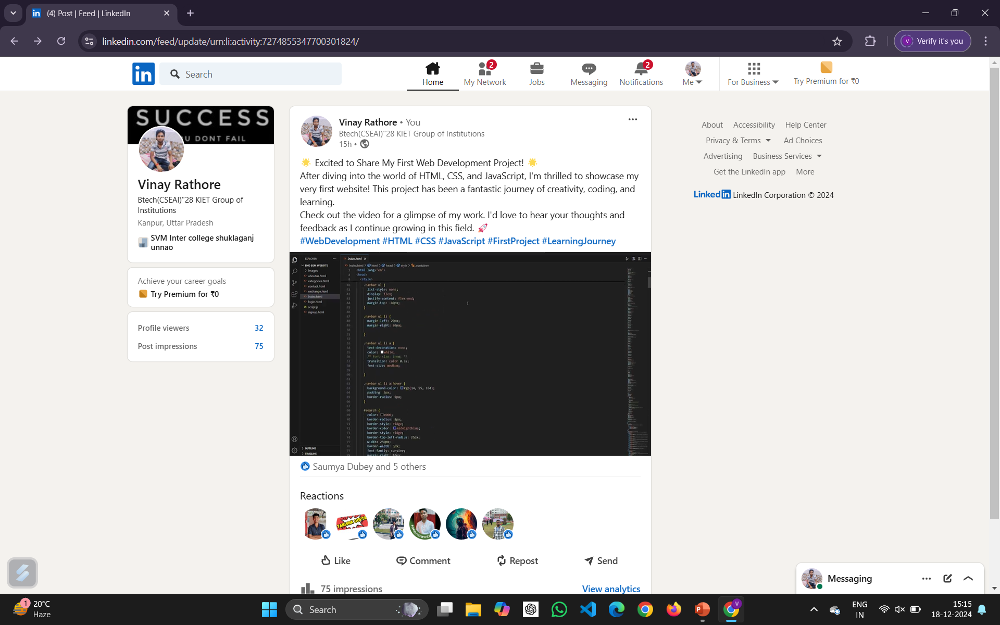 (4) Post | Feed | LinkedIn
linkedin.com/feed/update/urn:li:activity:7274855347700301824/
V Verify it's you
in Search
Home
2 My Network
Jobs
Messaging
2 Notifications
Me
For Business
Try Premium for ₹0
SUCCESS
U DONT FAIL
Vinay Rathore
Btech(CSEAI)"28 KIET Group of
Institutions
Kanpur, Uttar Pradesh
SVM Inter college shuklaganj
unnao
Achieve your career goals
Try Premium for ₹0
Profile viewers 32
Post impressions 75
Vinay Rathore • You
Btech(CSEAI)"28 KIET Group of Institutions
15h •
🌟 Excited to Share My First Web Development Project! 🌟
After diving into the world of HTML, CSS, and JavaScript, I'm thrilled to showcase my
very first website! This project has been a fantastic journey of creativity, coding, and
learning.
Check out the video for a glimpse of my work. I'd love to hear your thoughts and
feedback as I continue growing in this field. 🚀
#WebDevelopment #HTML #CSS #JavaScript #FirstProject #LearningJourney
EXPLORER
END SEM WEBSITE
images
aboutus.html
categories.html
contact.html
exchange.html
index.html
login.html
script.js
signup.html
OUTLINE
TIMELINE
index.html
index.html > html > head > style > .container
<html lang="en">
<head>
<style>
.navbar ul {
list-style: none;
display: flex;
justify-content: flex-end;
margin-top: -40px;
}
.navbar ul li {
margin-left: 20px;
margin-right: 20px;
}
.navbar ul li a {
text-decoration: none;
color: white;
/* font-size: 1rem; */
transition: color 0.3s;
font-size: medium;
}
.navbar ul li a:hover {
background-color: rgb(14, 55, 104);
padding: 3px;
border-radius: 5px;
}
#search {
color: #000;
border-radius: 8px;
border-style: ridge;
border-color: midnightblue;
border-style: ridge;
border-top-left-radius: 25px;
width: 250px;
border-width: 3px;
font-family: cursive;
margin-right: 10px;
Saumya Dubey and 5 others
Reactions
TANISHK GUPTA
#OPENTOWORK
Like
Comment
Repost
Send
75 impressions
View analytics
About Accessibility Help Center
Privacy & Terms Ad Choices
Advertising Business Services
Get the LinkedIn app More
LinkedIn LinkedIn Corporation © 2024
Messaging
1
20°C
Haze
Search
V
ENG
IN
15:15
18-12-2024